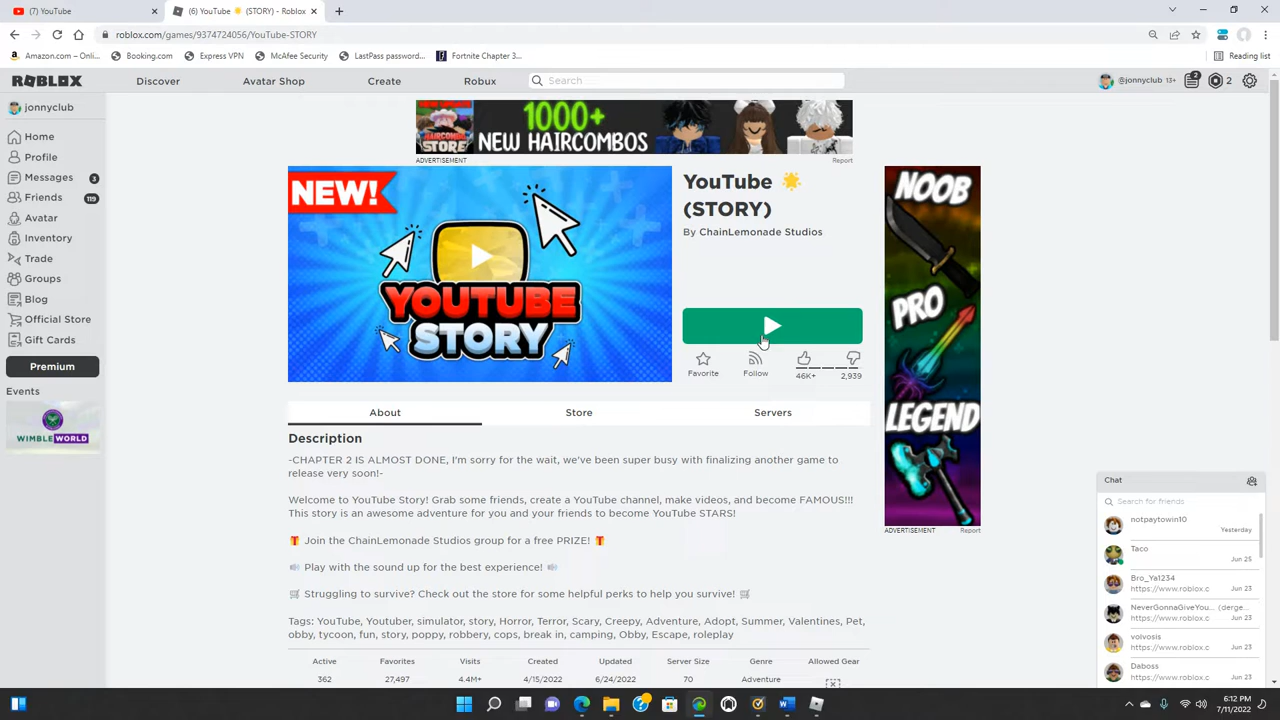 (7) YouTube
(6) YouTube ☀️ (STORY) - Roblox
roblox.com/games/9374724056/YouTube-STORY
Amazon.com – Onli...
Booking.com
Express VPN
McAfee Security
LastPass password...
Fortnite Chapter 3...
Reading list
ROBLOX
Discover
Avatar Shop
Create
Robux
Search
@jonnyclub 13+
2
2
jonnyclub
Home
Profile
Messages 3
Friends 119
Avatar
Inventory
Trade
Groups
Blog
Official Store
Gift Cards
Premium
Events
WIMBLEWORLD
HAIRCOMBO STORE
1000+
NEW HAIRCOMBOS
ADVERTISEMENT
Report
NEW!
YOUTUBE
STORY
YouTube 🌟
(STORY)
By ChainLemonade Studios
Favorite
Follow
46K+
2,939
NOOB
PRO
LEGEND
ADVERTISEMENT
Report
About
Store
Servers
Description
-CHAPTER 2 IS ALMOST DONE, I'm sorry for the wait, we've been super busy with finalizing another game to
release very soon!-
Welcome to YouTube Story! Grab some friends, create a YouTube channel, make videos, and become FAMOUS!!!
This story is an awesome adventure for you and your friends to become YouTube STARS!
🎁 Join the ChainLemonade Studios group for a free PRIZE! 🎁
🔊 Play with the sound up for the best experience! 🔊
🛒 Struggling to survive? Check out the store for some helpful perks to help you survive! 🛒
Tags: YouTube, Youtuber, simulator, story, Horror, Terror, Scary, Creepy, Adventure, Adopt, Summer, Valentines, Pet,
obby, tycoon, fun, story, poppy, robbery, cops, break in, camping, Obby, Escape, roleplay
Active
Favorites
Visits
Created
Updated
Server Size
Genre
Allowed Gear
362
27,497
4.4M+
4/15/2022
6/24/2022
70
Adventure
Chat
Search for friends
notpaytowin10
Yesterday
Taco
Jun 25
Bro_Ya1234
https://www.roblox.c Jun 23
NeverGonnaGiveYou... (derge
https://www.roblox.c Jun 23
volvosis
https://www.roblox.c Jun 23
Daboss
https://www.roblox.c Jun 23
6:12 PM
7/11/2022